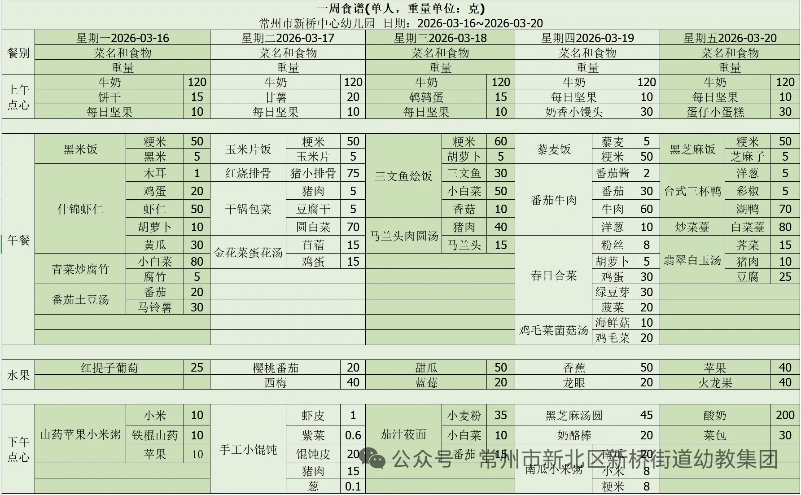 一周食谱(单人，重量单位：克)
常州市新桥中心幼儿园 日期：2026-03-16~2026-03-20
餐别 星期一2026-03-16 星期二2026-03-17 星期三2026-03-18 星期四2026-03-19 星期五2026-03-20
菜名和食物 菜名和食物 菜名和食物 菜名和食物 菜名和食物
重量 重量 重量 重量 重量
上午点心 牛奶 120 牛奶 120 牛奶 120 牛奶 120 牛奶 120
饼干 15 甘薯 20 鹌鹑蛋 15 每日坚果 10 每日坚果 10
每日坚果 10 每日坚果 10 每日坚果 10 奶香小馒头 30 蛋仔小蛋糕 30
午餐 黑米饭 粳米 50 玉米片饭 粳米 50 三文鱼烩饭 粳米 60 藜麦饭 藜麦 5 黑芝麻饭 粳米 50
黑米 5 玉米片 5 胡萝卜 5 粳米 50 芝麻子 5
什锦虾仁 木耳 1 红烧排骨 猪小排骨 75 三文鱼 30 番茄牛肉 番茄酱 2 台式三杯鸭 洋葱 5
鸡蛋 20 干锅包菜 猪肉 5 小白菜 50 番茄 30 彩椒 5
虾仁 50 豆腐干 5 香菇 10 牛肉 60 湖鸭 70
胡萝卜 10 圆白菜 70 马兰头肉圆汤 猪肉 40 洋葱 10 炒菜薹 白菜薹 80
黄瓜 30 金花菜蛋花汤 苜蓿 15 马兰头 15 春日合菜 粉丝 8 翡翠白玉汤 荠菜 15
青菜炒腐竹 小白菜 80 鸡蛋 15 胡萝卜 5 猪肉 10
腐竹 5 鸡蛋 30 豆腐 25
番茄土豆汤 番茄 20 绿豆芽 30
马铃薯 30 菠菜 20
鸡毛菜菌菇汤 海鲜菇 10
鸡毛菜 20
水果 红提子葡萄 25 樱桃番茄 20 甜瓜 50 香蕉 50 苹果 40
西梅 40 蓝莓 20 龙眼 20 火龙果 40
下午点心 山药苹果小米粥 小米 10 手工小馄饨 虾皮 1 茄汁莜面 小麦粉 35 黑芝麻汤圆 45 酸奶 200
铁棍山药 10 紫菜 0.6 小白菜 10 奶酪棒 20 菜包 30
苹果 10 馄饨皮 20 番茄 15 南瓜小米粥 20
猪肉 15 小米 8
葱 0.1 粳米 8
公众号 · 常州市新北区新桥街道幼教集团